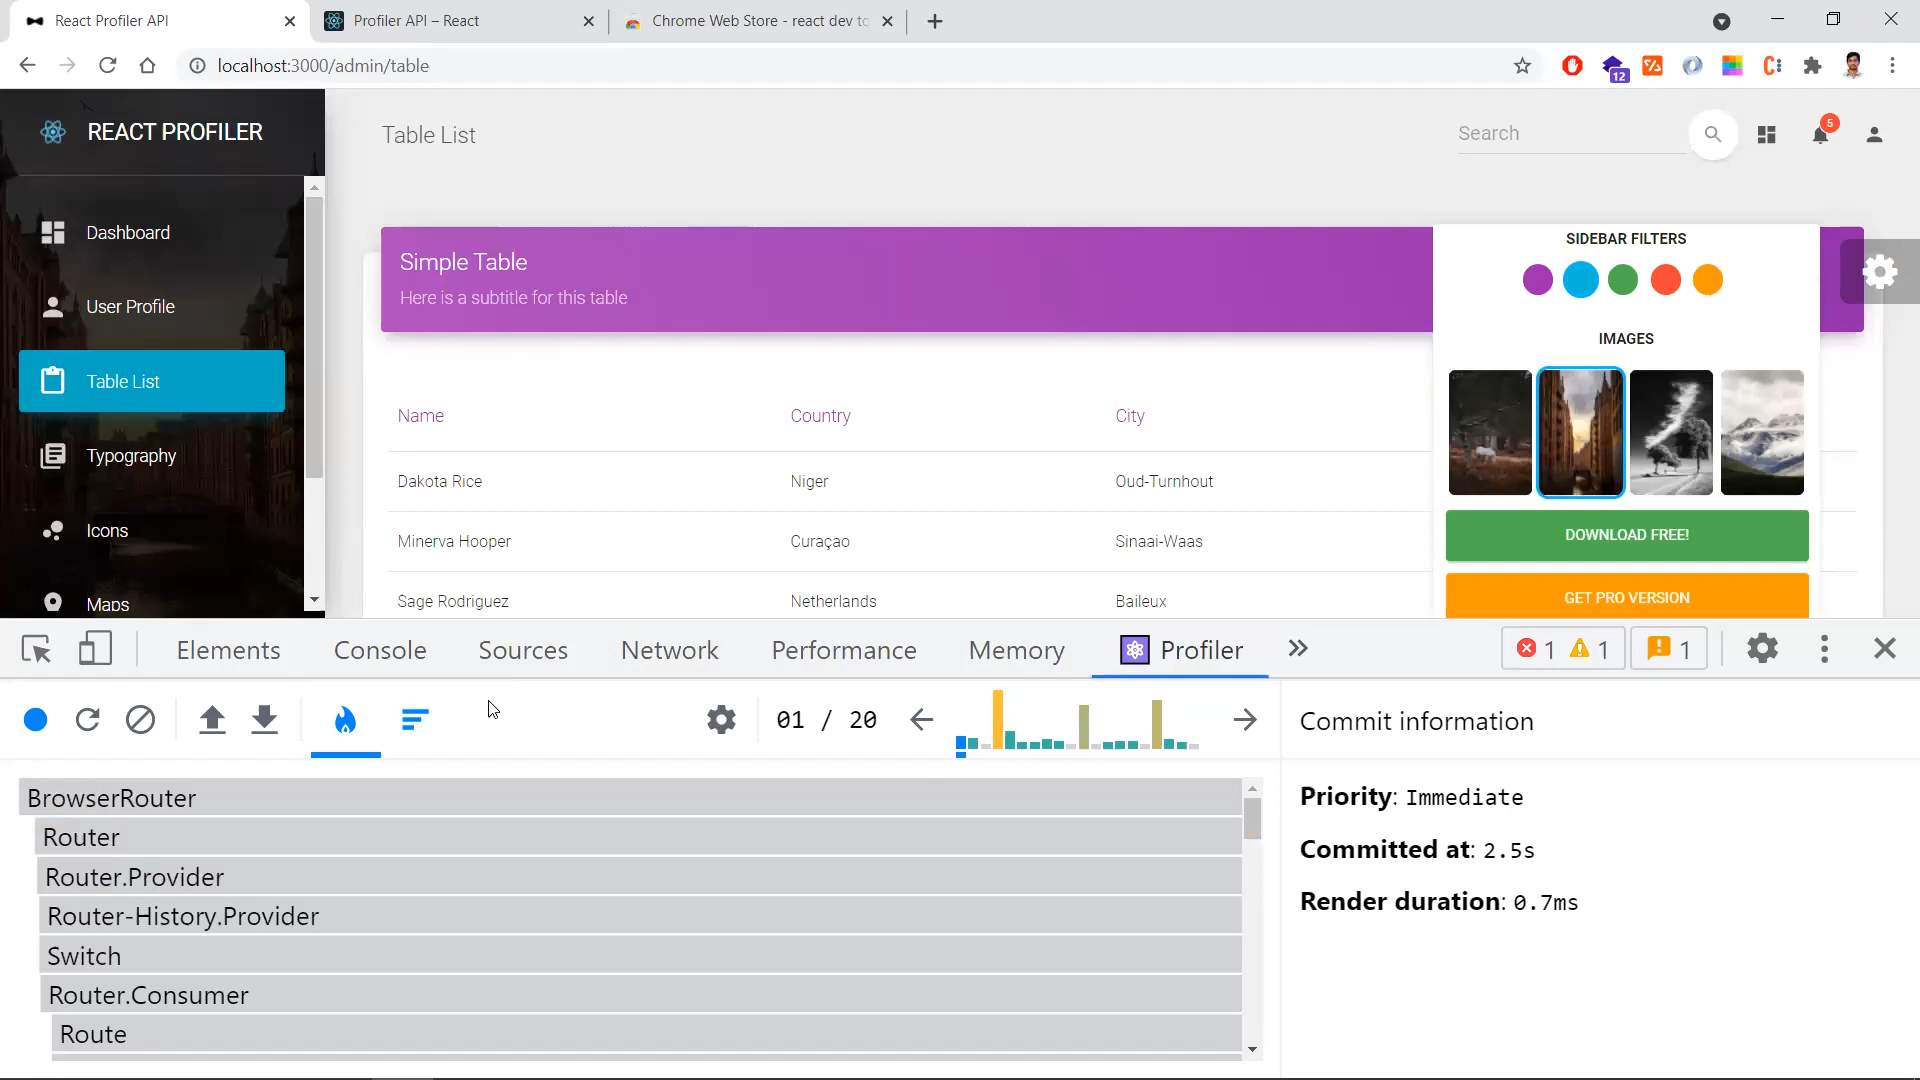 React Profiler API
Profiler API – React
Chrome Web Store - react dev to
localhost:3000/admin/table
12
REACT PROFILER
Table List
Search
5
Dashboard
User Profile
Table List
Typography
Icons
Maps
Simple Table
Here is a subtitle for this table
Name Country City
Dakota Rice Niger Oud-Turnhout
Minerva Hooper Curaçao Sinaai-Waas
Sage Rodriguez Netherlands Baileux
SIDEBAR FILTERS
IMAGES
DOWNLOAD FREE!
GET PRO VERSION
Elements Console Sources Network Performance Memory Profiler » 1 1 1
01 / 20
Commit information
BrowserRouter
Router
Router.Provider
Router-History.Provider
Switch
Router.Consumer
Route
Priority: Immediate
Committed at: 2.5s
Render duration: 0.7ms